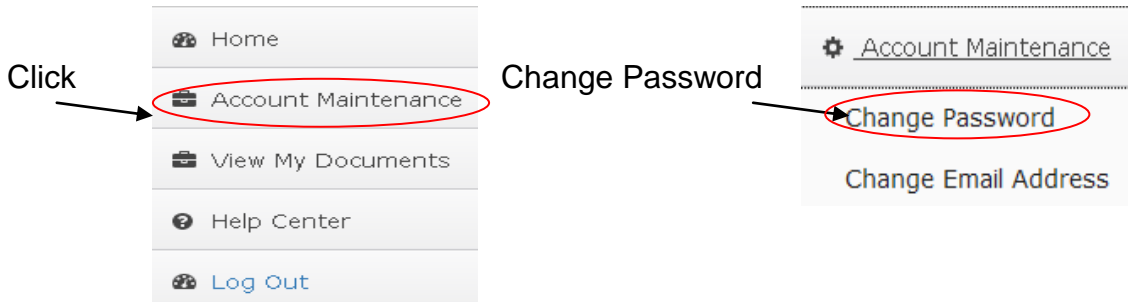 Click
Home
Account Maintenance
View My Documents
Help Center
Log Out
Change Password
Account Maintenance
Change Password
Change Email Address